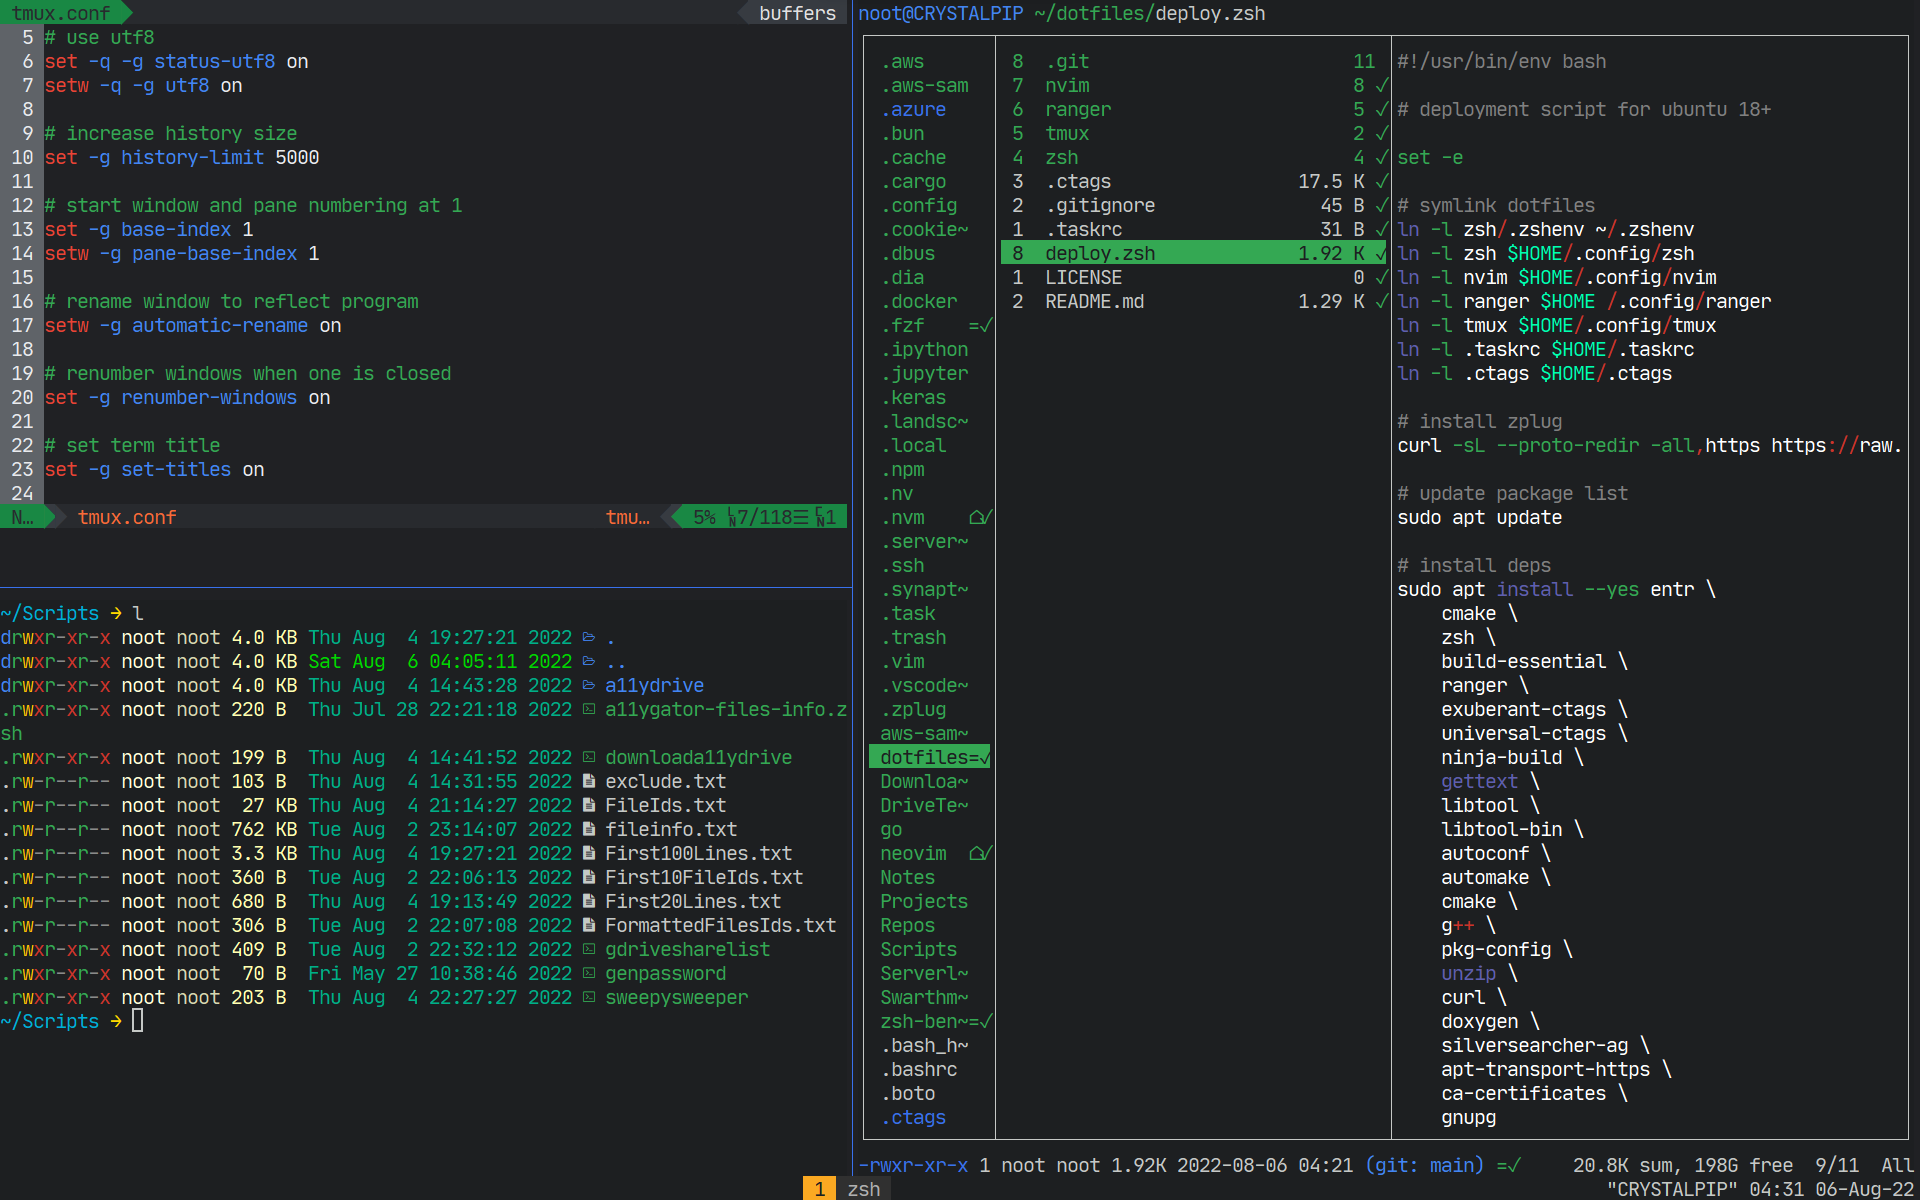 tmux.conf buffers
5 # use utf8
6 set -q -g status-utf8 on
7 setw -q -g utf8 on
8
9 # increase history size
10 set -g history-limit 5000
11
12 # start window and pane numbering at 1
13 set -g base-index 1
14 setw -g pane-base-index 1
15
16 # rename window to reflect program
17 setw -g automatic-rename on
18
19 # renumber windows when one is closed
20 set -g renumber-windows on
21
22 # set term title
23 set -g set-titles on
24
N… tmux.conf tmu… 5% LN 7/118☰ CN 1
~/Scripts → l
drwxr-xr-x noot noot 4.0 KB Thu Aug  4 19:27:21 2022 .
drwxr-xr-x noot noot 4.0 KB Sat Aug  6 04:05:11 2022 ..
drwxr-xr-x noot noot 4.0 KB Thu Aug  4 14:43:28 2022 a11ydrive
.rwxr-xr-x noot noot 220 B  Thu Jul 28 22:21:18 2022 a11ygator-files-info.z
sh
.rwxr-xr-x noot noot 199 B  Thu Aug  4 14:41:52 2022 downloada11ydrive
.rw-r--r-- noot noot 103 B  Thu Aug  4 14:31:55 2022 exclude.txt
.rw-r--r-- noot noot  27 KB Thu Aug  4 21:14:27 2022 FileIds.txt
.rw-r--r-- noot noot 762 KB Tue Aug  2 23:14:07 2022 fileinfo.txt
.rw-r--r-- noot noot 3.3 KB Thu Aug  4 19:27:21 2022 First100Lines.txt
.rw-r--r-- noot noot 360 B  Tue Aug  2 22:06:13 2022 First10FileIds.txt
.rw-r--r-- noot noot 680 B  Thu Aug  4 19:13:49 2022 First20Lines.txt
.rw-r--r-- noot noot 306 B  Tue Aug  2 22:07:08 2022 FormattedFilesIds.txt
.rwxr-xr-x noot noot 409 B  Tue Aug  2 22:32:12 2022 gdrivesharelist
.rwxr-xr-x noot noot  70 B  Fri May 27 10:38:46 2022 genpassword
.rwxr-xr-x noot noot 203 B  Thu Aug  4 22:27:27 2022 sweepysweeper
~/Scripts →
noot@CRYSTALPIP ~/dotfiles/deploy.zsh
.aws
.aws-sam
.azure
.bun
.cache
.cargo
.config
.cookie~
.dbus
.dia
.docker
.fzf =✓
.ipython
.jupyter
.keras
.landsc~
.local
.npm
.nv
.nvm ✓
.server~
.ssh
.synapt~
.task
.trash
.vim
.vscode~
.zplug
aws-sam~
dotfiles=✓
Downloa~
DriveTe~
go
neovim ✓
Notes
Projects
Repos
Scripts
Serverl~
Swarthm~
zsh-ben~=✓
.bash_h~
.bashrc
.boto
.ctags
8 .git 11
7 nvim 8 ✓
6 ranger 5 ✓
5 tmux 2 ✓
4 zsh 4 ✓
3 .ctags 17.5 K ✓
2 .gitignore 45 B ✓
1 .taskrc 31 B ✓
8 deploy.zsh 1.92 K ✓
1 LICENSE 0 ✓
2 README.md 1.29 K ✓
#!/usr/bin/env bash
# deployment script for ubuntu 18+
set -e
# symlink dotfiles
ln -l zsh/.zshenv ~/.zshenv
ln -l zsh $HOME/.config/zsh
ln -l nvim $HOME/.config/nvim
ln -l ranger $HOME /.config/ranger
ln -l tmux $HOME/.config/tmux
ln -l .taskrc $HOME/.taskrc
ln -l .ctags $HOME/.ctags
# install zplug
curl -sL --proto-redir -all,https https://raw.
# update package list
sudo apt update
# install deps
sudo apt install --yes entr \
cmake \
zsh \
build-essential \
ranger \
exuberant-ctags \
universal-ctags \
ninja-build \
gettext \
libtool \
libtool-bin \
autoconf \
automake \
cmake \
g++ \
pkg-config \
unzip \
curl \
doxygen \
silversearcher-ag \
apt-transport-https \
ca-certificates \
gnupg
-rwxr-xr-x 1 noot noot 1.92K 2022-08-06 04:21 (git: main) =✓ 20.8K sum, 198G free 9/11 All
1 zsh "CRYSTALPIP" 04:31 06-Aug-22